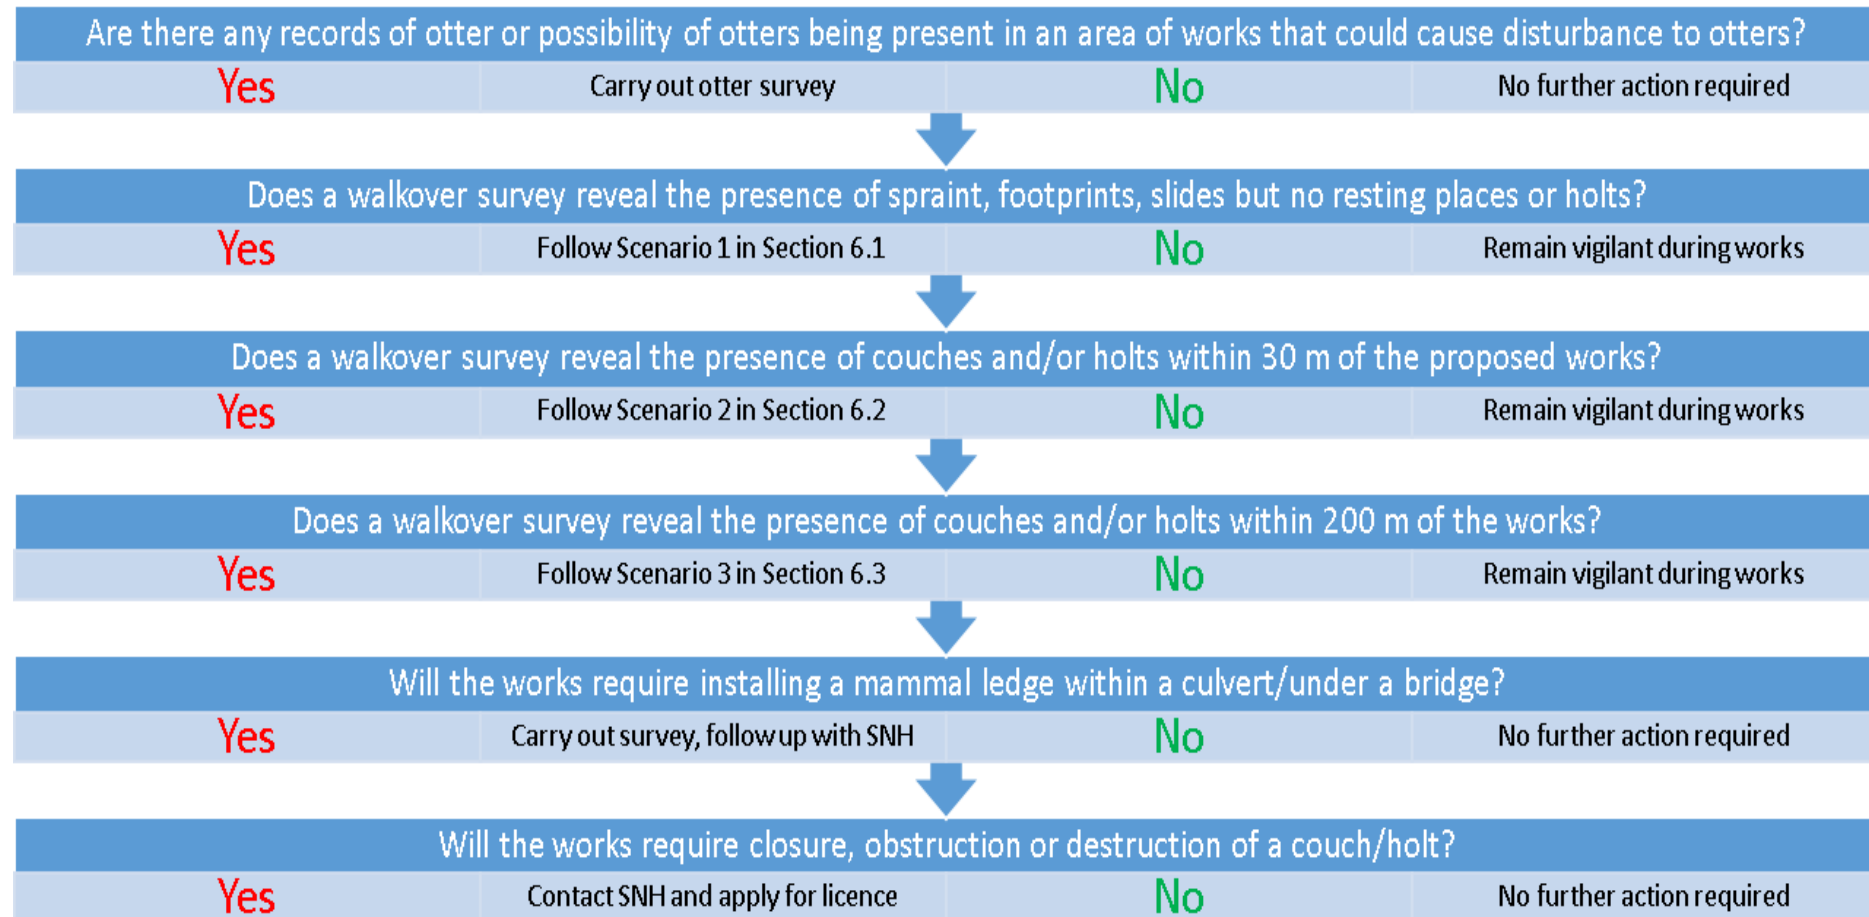 Are there any records of otter or possibility of otters being present in an area of works that could cause disturbance to otters?
Yes Carry out otter survey No No further action required
Does a walkover survey reveal the presence of spraint, footprints, slides but no resting places or holts?
Yes Follow Scenario 1 in Section 6.1 No Remain vigilant during works
Does a walkover survey reveal the presence of couches and/or holts within 30 m of the proposed works?
Yes Follow Scenario 2 in Section 6.2 No Remain vigilant during works
Does a walkover survey reveal the presence of couches and/or holts within 200 m of the works?
Yes Follow Scenario 3 in Section 6.3 No Remain vigilant during works
Will the works require installing a mammal ledge within a culvert/under a bridge?
Yes Carry out survey, follow up with SNH No No further action required
Will the works require closure, obstruction or destruction of a couch/holt?
Yes Contact SNH and apply for licence No No further action required